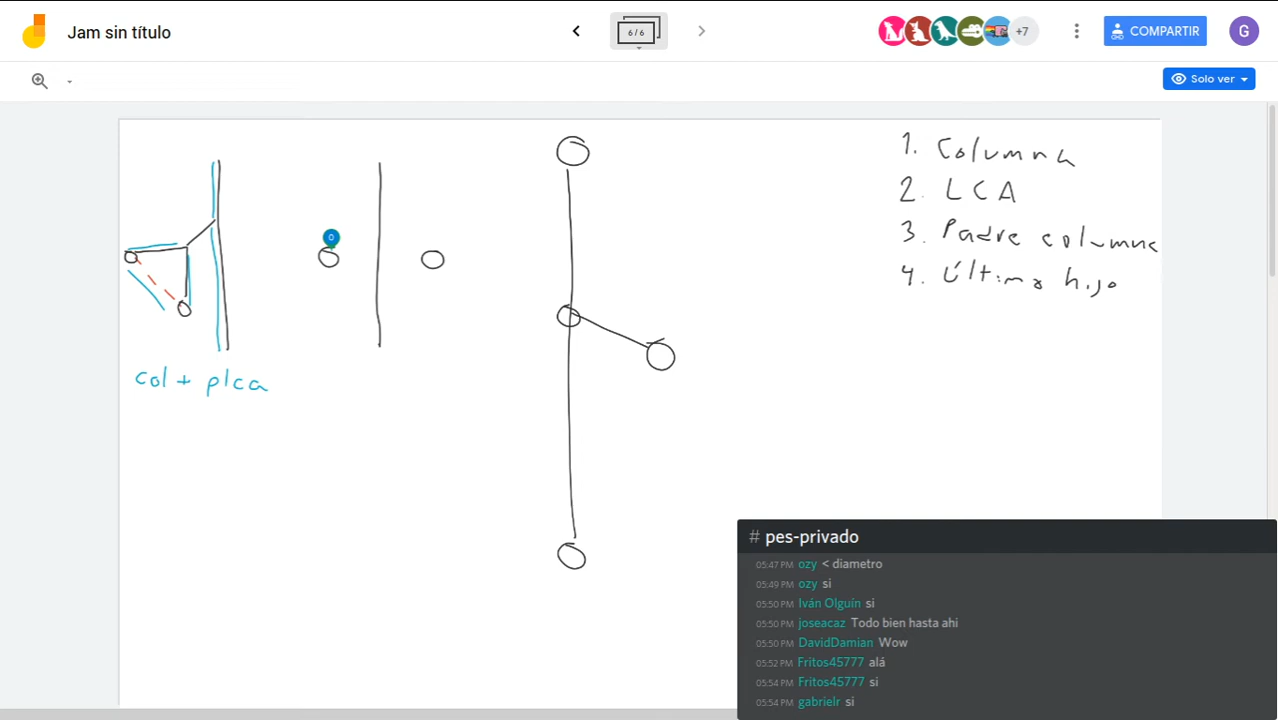 Jam sin título
6/6
+7
COMPARTIR
G
Solo ver
1. Columna
2. LCA
3. Padre columna
4. Último hijo
0
col + plca
# pes-privado
05:47 PM ozy < diametro
05:49 PM ozy si
05:50 PM Iván Olguín si
05:50 PM joseacaz Todo bien hasta ahi
05:50 PM DavidDamian Wow
05:52 PM Fritos45777 alá
05:54 PM Fritos45777 si
05:54 PM gabrielr si